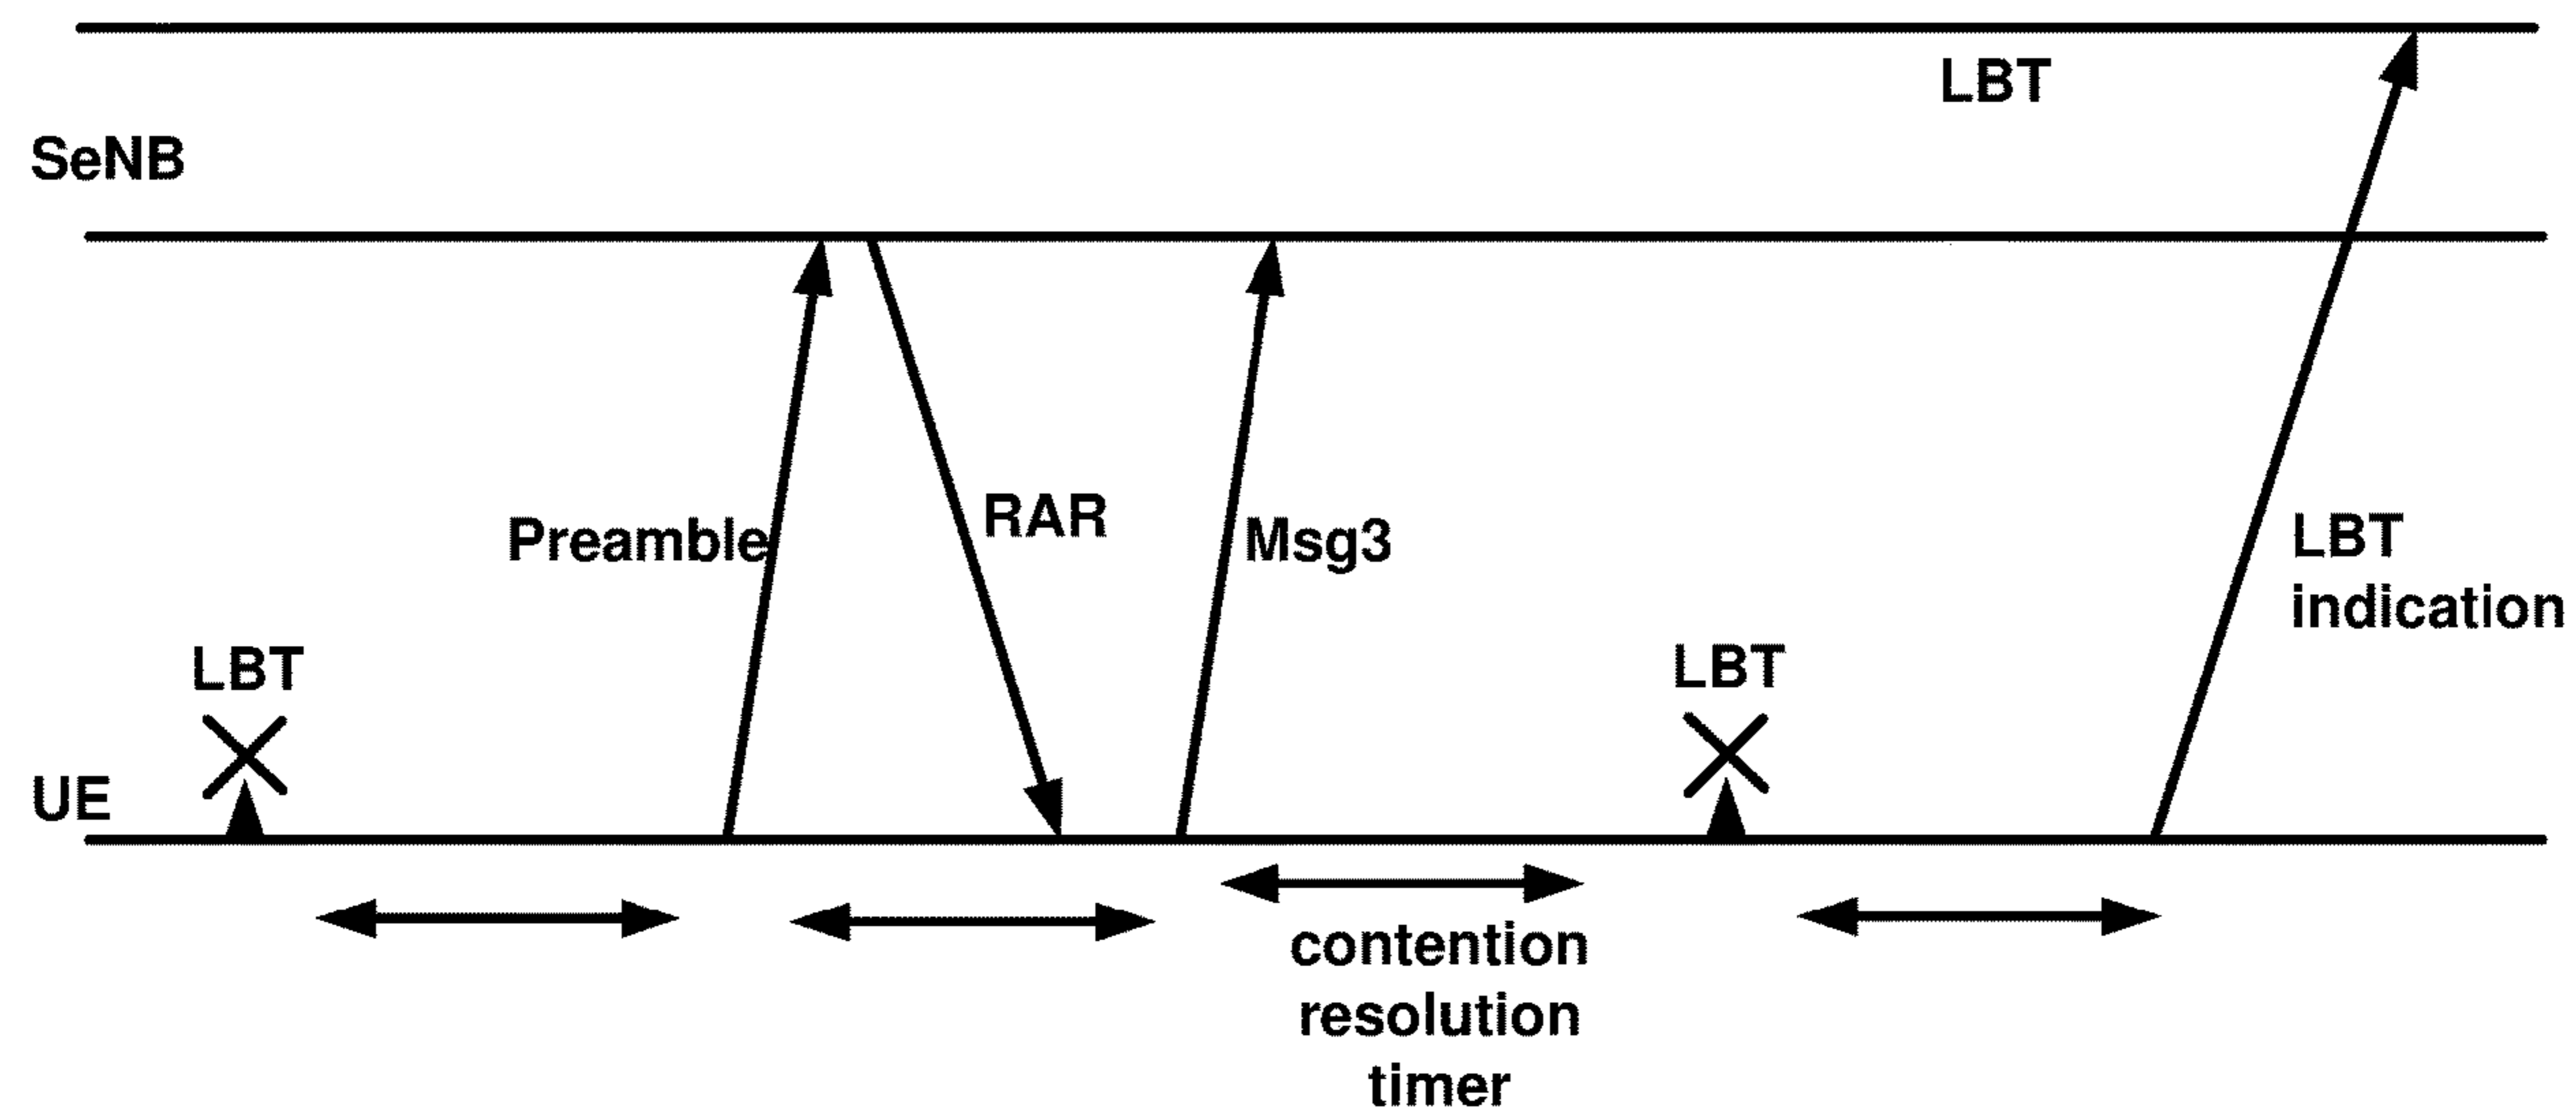 LBT
SeNB
RAR
Preamble
Msg3
LBT
indication
LBT
LBT
UE
contention
resolution
timer